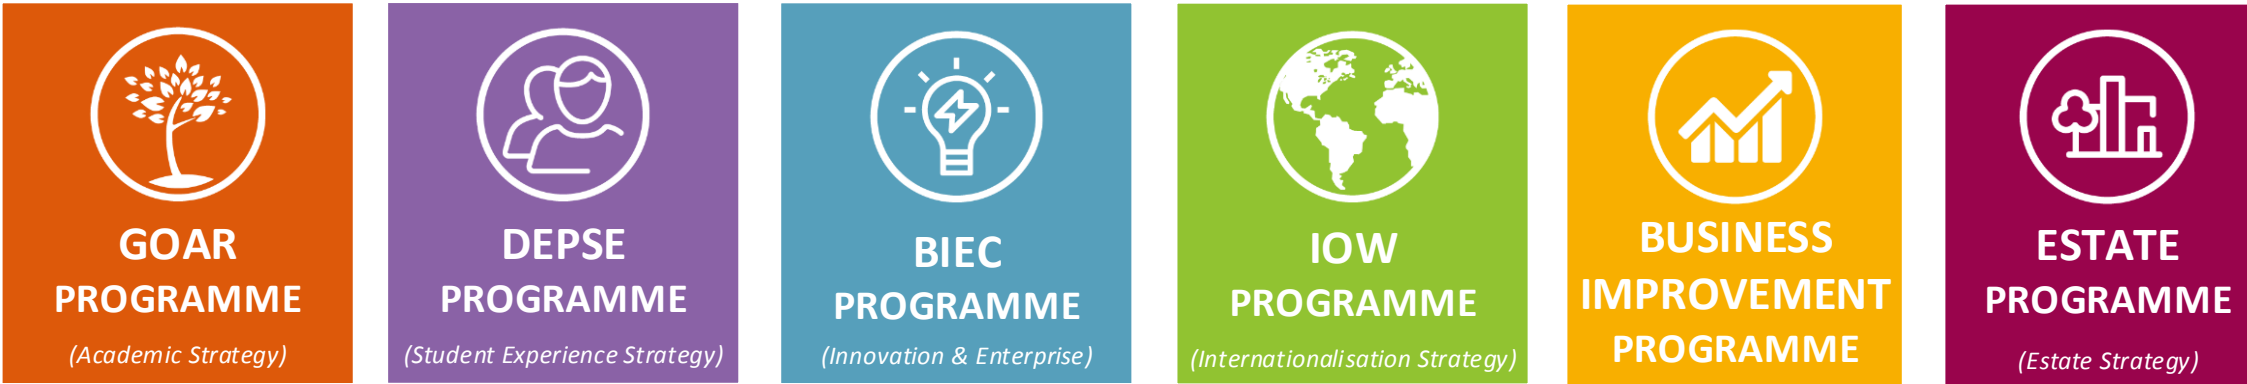 GOAR
PROGRAMME
(Academic Strategy)
DEPSE
PROGRAMME
(Student Experience Strategy)
BIEC
PROGRAMME
(Innovation & Enterprise)
IOW
PROGRAMME
(Internationalisation Strategy)
BUSINESS
IMPROVEMENT
PROGRAMME
ESTATE
PROGRAMME
(Estate Strategy)